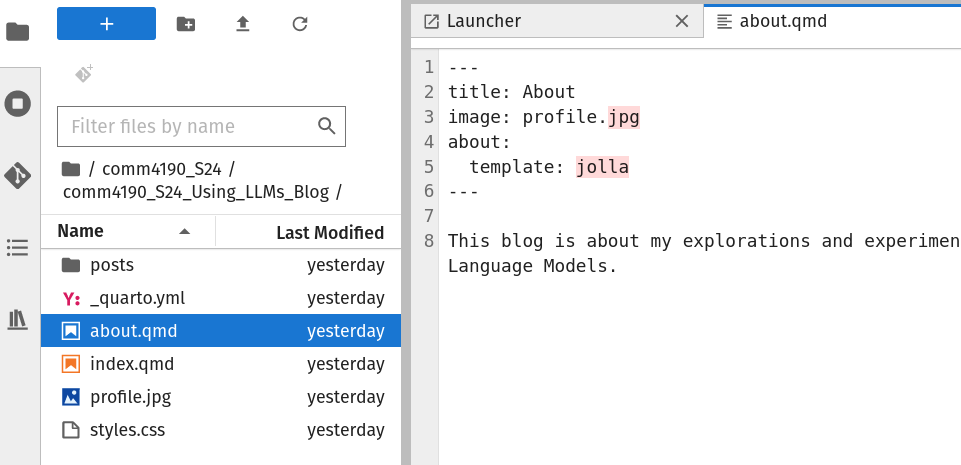 +
Filter files by name
/ comm4190_S24 /
comm4190_S24_Using_LLMs_Blog /
Name Last Modified
posts yesterday
Y: _quarto.yml yesterday
about.qmd yesterday
index.qmd yesterday
profile.jpg yesterday
styles.css yesterday
Launcher
about.qmd
1 ---
2 title: About
3 image: profile.jpg
4 about:
5   template: jolla
6 ---
7
8 This blog is about my explorations and experimen
Language Models.